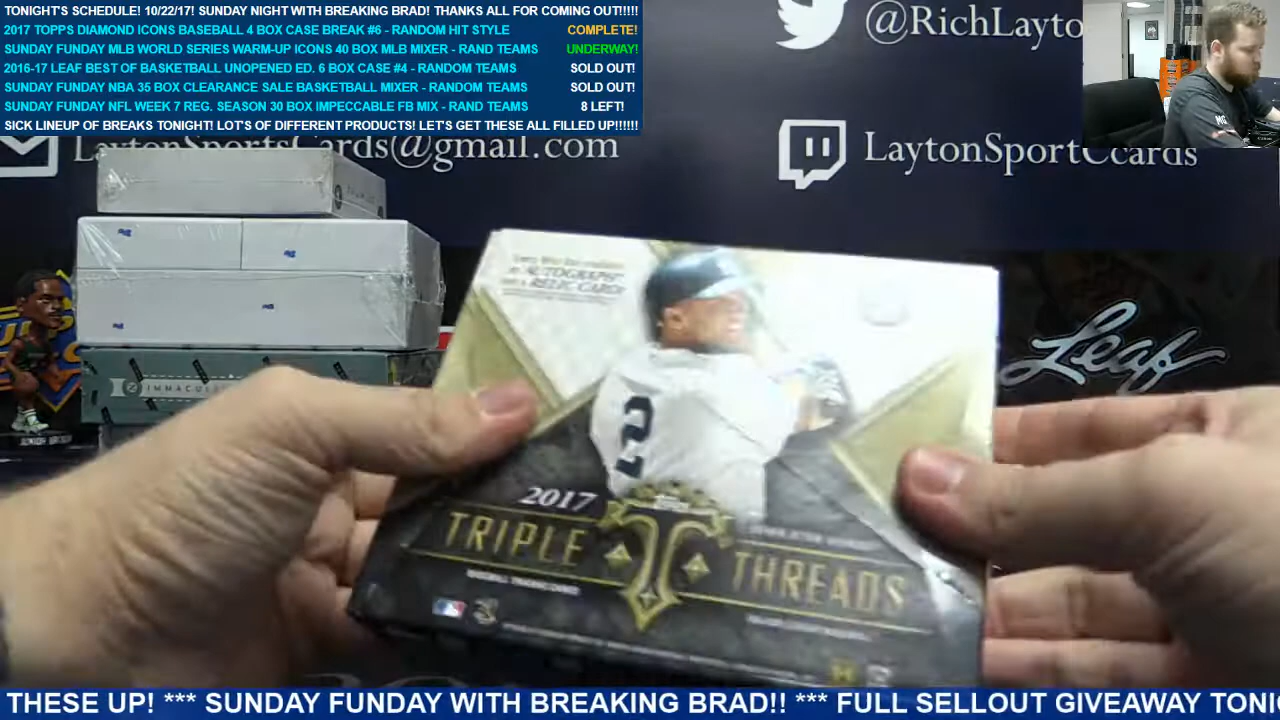 TONIGHT'S SCHEDULE! 10/22/17! SUNDAY NIGHT WITH BREAKING BRAD! THANKS ALL FOR COMING OUT!!!!!
2017 TOPPS DIAMOND ICONS BASEBALL 4 BOX CASE BREAK #6 - RANDOM HIT STYLE COMPLETE!
SUNDAY FUNDAY MLB WORLD SERIES WARM-UP ICONS 40 BOX MLB MIXER - RAND TEAMS UNDERWAY!
2016-17 LEAF BEST OF BASKETBALL UNOPENED ED. 6 BOX CASE #4 - RANDOM TEAMS SOLD OUT!
SUNDAY FUNDAY NBA 35 BOX CLEARANCE SALE BASKETBALL MIXER - RANDOM TEAMS SOLD OUT!
SUNDAY FUNDAY NFL WEEK 7 REG. SEASON 30 BOX IMPECCABLE FB MIX - RAND TEAMS 8 LEFT!
SICK LINEUP OF BREAKS TONIGHT! LOT'S OF DIFFERENT PRODUCTS! LET'S GET THESE ALL FILLED UP!!!!!!
@RichLayto
LaytonSportsCards@gmail.com
LaytonSportCcards
Leaf
AUTOGRAPH
RELIC CARDS
2
2017
TRIPLE THREADS
THESE UP! *** SUNDAY FUNDAY WITH BREAKING BRAD!! *** FULL SELLOUT GIVEAWAY TONI